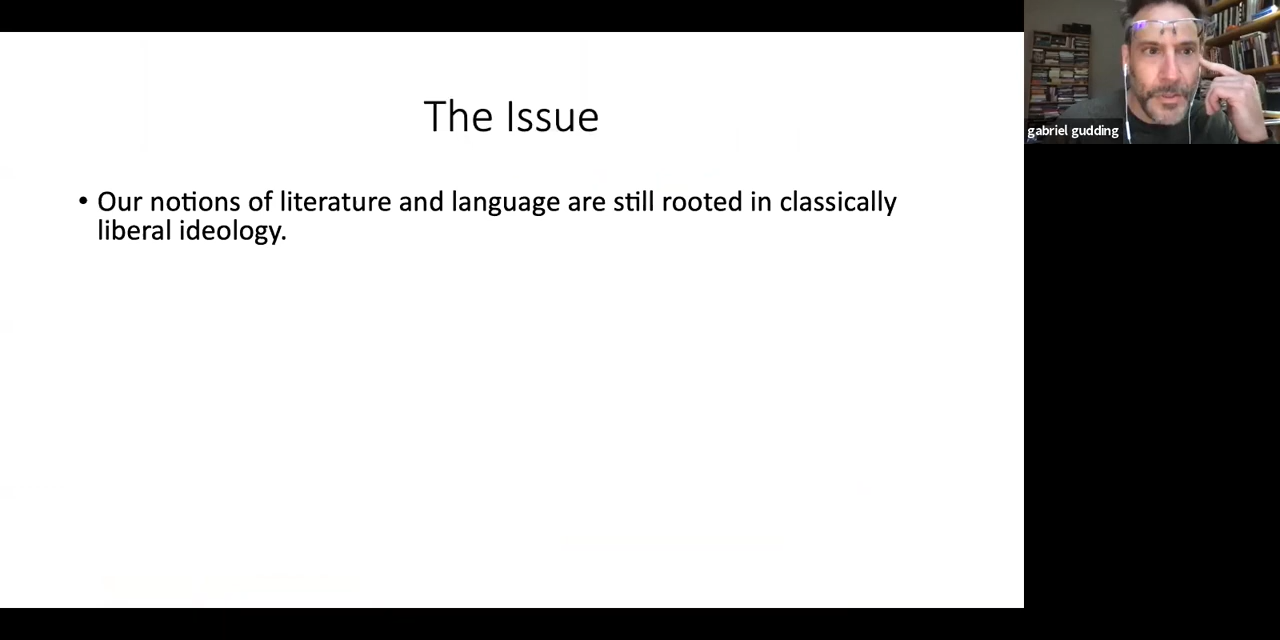 The Issue
• Our notions of literature and language are still rooted in classically
liberal ideology.
gabriel gudding